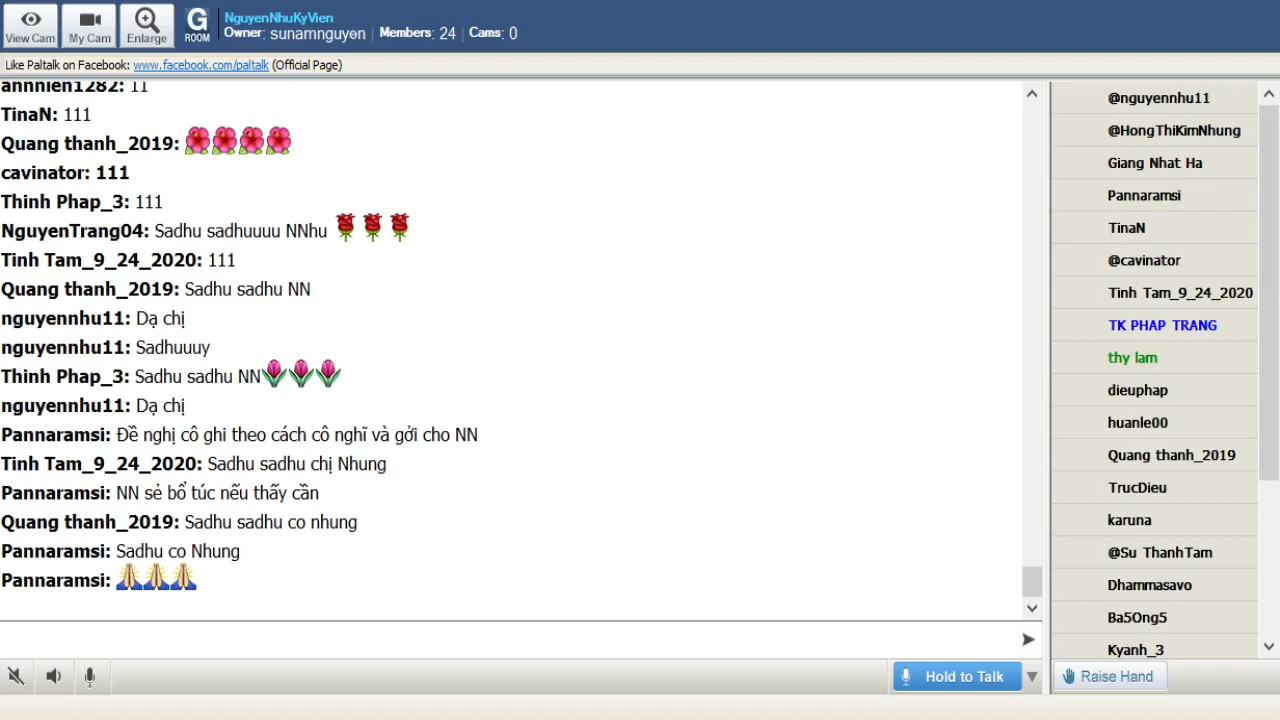 View Cam
My Cam
Enlarge
G
ROOM
NguyenNhuKyVien
Owner: sunamnguyen | Members: 24 | Cams: 0
Like Paltalk on Facebook: www.facebook.com/paltalk (Official Page)
annhien1282: 11
TinaN: 111
Quang thanh_2019:
cavinator: 111
Thinh Phap_3: 111
NguyenTrang04: Sadhu sadhuuuu NNhu
Tinh Tam_9_24_2020: 111
Quang thanh_2019: Sadhu sadhu NN
nguyennhu11: Dạ chị
nguyennhu11: Sadhuuuy
Thinh Phap_3: Sadhu sadhu NN
nguyennhu11: Dạ chị
Pannaramsi: Đề nghị cô ghi theo cách cô nghĩ và gởi cho NN
Tinh Tam_9_24_2020: Sadhu sadhu chị Nhung
Pannaramsi: NN sẻ bổ túc nếu thấy cần
Quang thanh_2019: Sadhu sadhu co nhung
Pannaramsi: Sadhu co Nhung
Pannaramsi:
Hold to Talk
@nguyennhu11
@HongThiKimNhung
Giang Nhat Ha
Pannaramsi
TinaN
@cavinator
Tinh Tam_9_24_2020
TK PHAP TRANG
thy lam
dieuphap
huanle00
Quang thanh_2019
TrucDieu
karuna
@Su ThanhTam
Dhammasavo
Ba5Ong5
Kyanh_3
Raise Hand